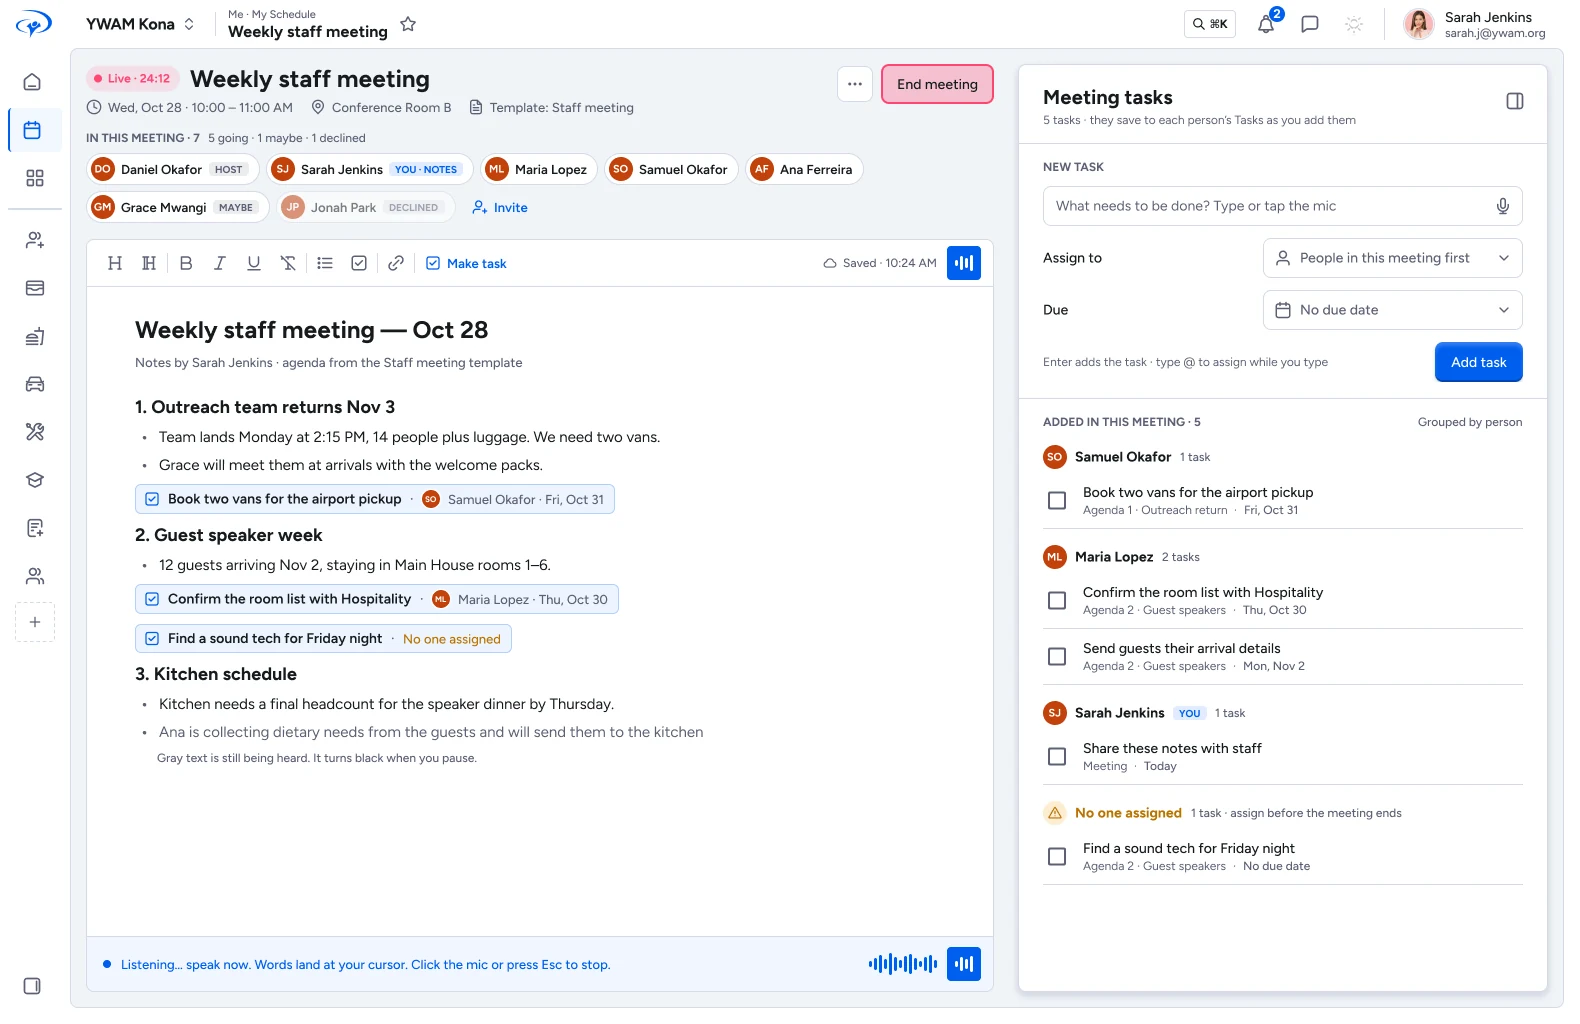 YWAM Kona
Me · My Schedule
Weekly staff meeting
⌘K
2
Sarah Jenkins
sarah.j@ywam.org
Live · 24:12
Weekly staff meeting
End meeting
Wed, Oct 28 · 10:00 – 11:00 AM
Conference Room B
Template: Staff meeting
IN THIS MEETING · 7 5 going · 1 maybe · 1 declined
DO Daniel Okafor HOST
SJ Sarah Jenkins YOU · NOTES
ML Maria Lopez
SO Samuel Okafor
AF Ana Ferreira
GM Grace Mwangi MAYBE
JP Jonah Park DECLINED
Invite
H H B I U T
Make task
Saved · 10:24 AM
Weekly staff meeting — Oct 28
Notes by Sarah Jenkins · agenda from the Staff meeting template
1. Outreach team returns Nov 3
• Team lands Monday at 2:15 PM, 14 people plus luggage. We need two vans.
• Grace will meet them at arrivals with the welcome packs.
Book two vans for the airport pickup · SO Samuel Okafor · Fri, Oct 31
2. Guest speaker week
• 12 guests arriving Nov 2, staying in Main House rooms 1–6.
Confirm the room list with Hospitality · ML Maria Lopez · Thu, Oct 30
Find a sound tech for Friday night · No one assigned
3. Kitchen schedule
• Kitchen needs a final headcount for the speaker dinner by Thursday.
• Ana is collecting dietary needs from the guests and will send them to the kitchen
Gray text is still being heard. It turns black when you pause.
Listening... speak now. Words land at your cursor. Click the mic or press Esc to stop.
Meeting tasks
5 tasks · they save to each person's Tasks as you add them
NEW TASK
What needs to be done? Type or tap the mic
Assign to
People in this meeting first
Due
No due date
Enter adds the task · type @ to assign while you type
Add task
ADDED IN THIS MEETING · 5
Grouped by person
SO Samuel Okafor 1 task
Book two vans for the airport pickup
Agenda 1 · Outreach return · Fri, Oct 31
ML Maria Lopez 2 tasks
Confirm the room list with Hospitality
Agenda 2 · Guest speakers · Thu, Oct 30
Send guests their arrival details
Agenda 2 · Guest speakers · Mon, Nov 2
SJ Sarah Jenkins YOU 1 task
Share these notes with staff
Meeting · Today
No one assigned 1 task · assign before the meeting ends
Find a sound tech for Friday night
Agenda 2 · Guest speakers · No due date